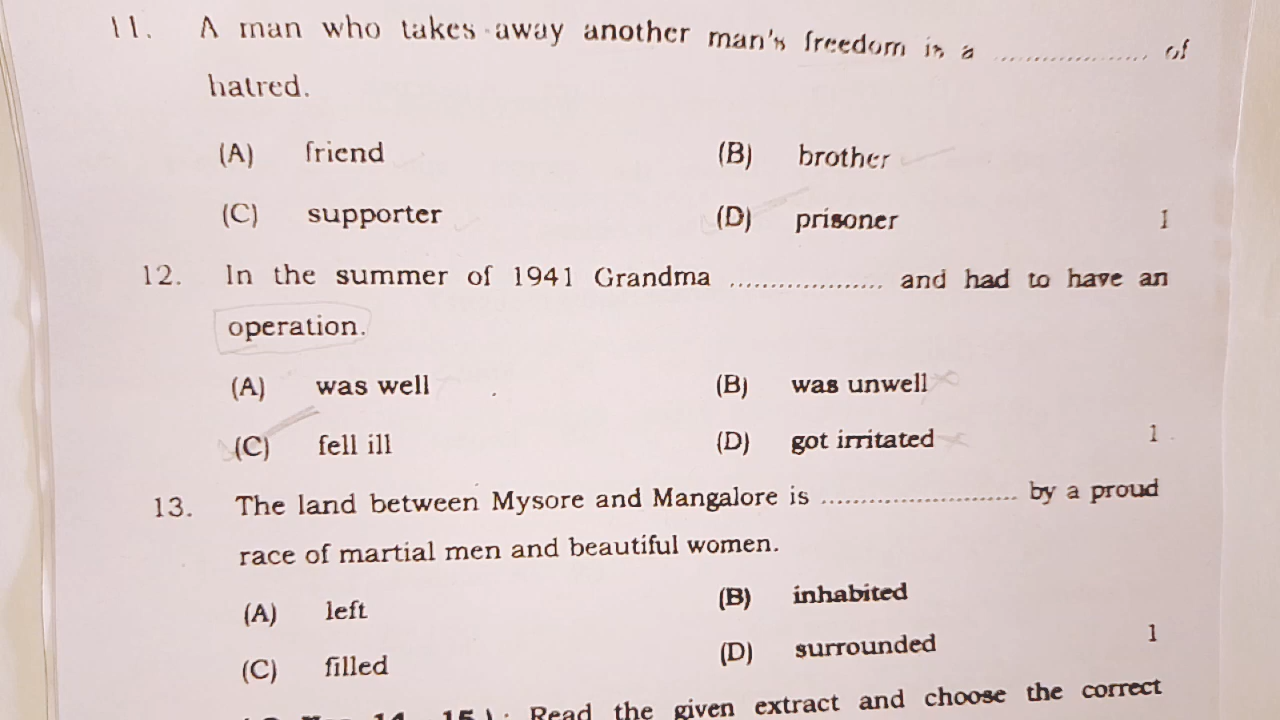 11. A man who takes away another man's freedom is a .................. of
hatred.
(A) friend (B) brother
(C) supporter (D) prisoner 1
12. In the summer of 1941 Grandma ................... and had to have an
operation.
(A) was well (B) was unwell
(C) fell ill (D) got irritated 1
13. The land between Mysore and Mangalore is ........................ by a proud
race of martial men and beautiful women.
(A) left (B) inhabited
(C) filled (D) surrounded 1
14 15 ) : Read the given extract and choose the correct